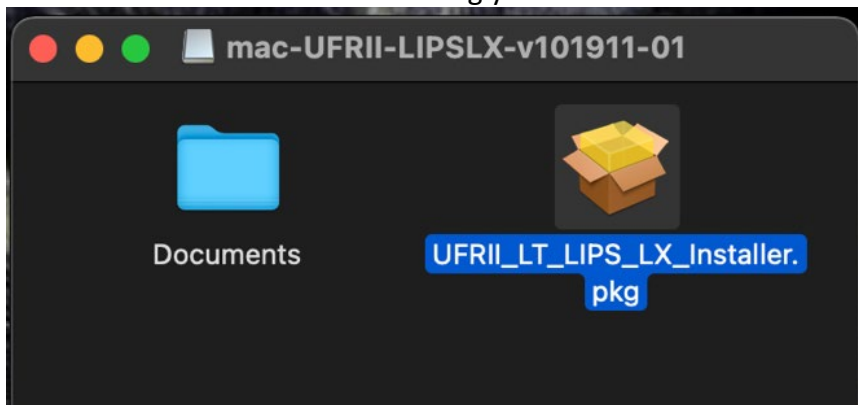 mac-UFRII-LIPSLX-v101911-01
Documents
UFRII_LT_LIPS_LX_Installer.
pkg